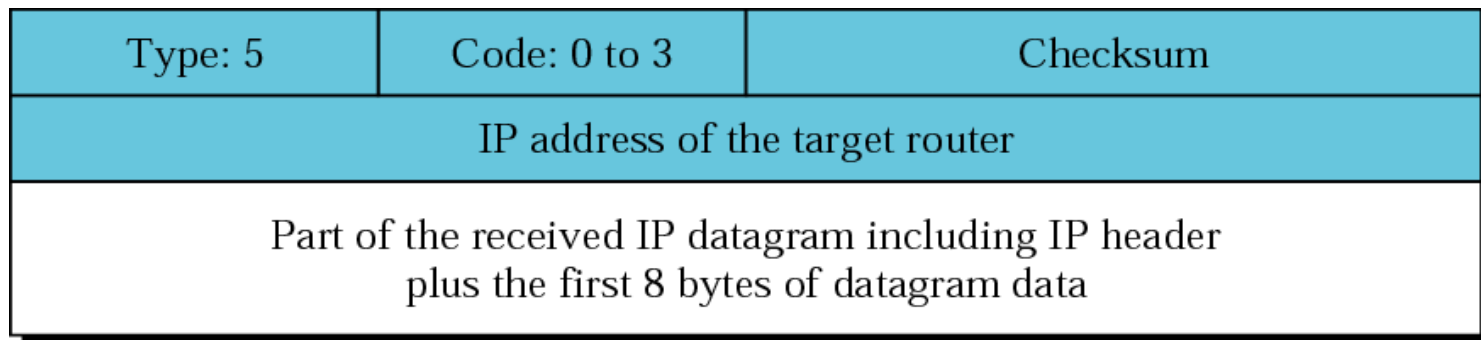 Type: 5 Code: 0 to 3 Checksum
IP address of the target router
Part of the received IP datagram including IP header
plus the first 8 bytes of datagram data